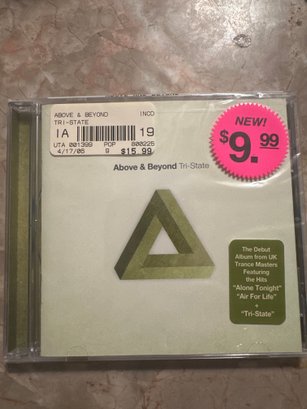 ABOVE & BEYOND INCO
TRI-STATE
IA 19
UTA 001399 POP 800225
4/17/06 9 $15.99
NEW!
$9.99
Above & Beyond Tri-State
The Debut
Album from UK
Trance Masters
Featuring
the Hits
"Alone Tonight"
"Air For Life"
+
"Tri-State"